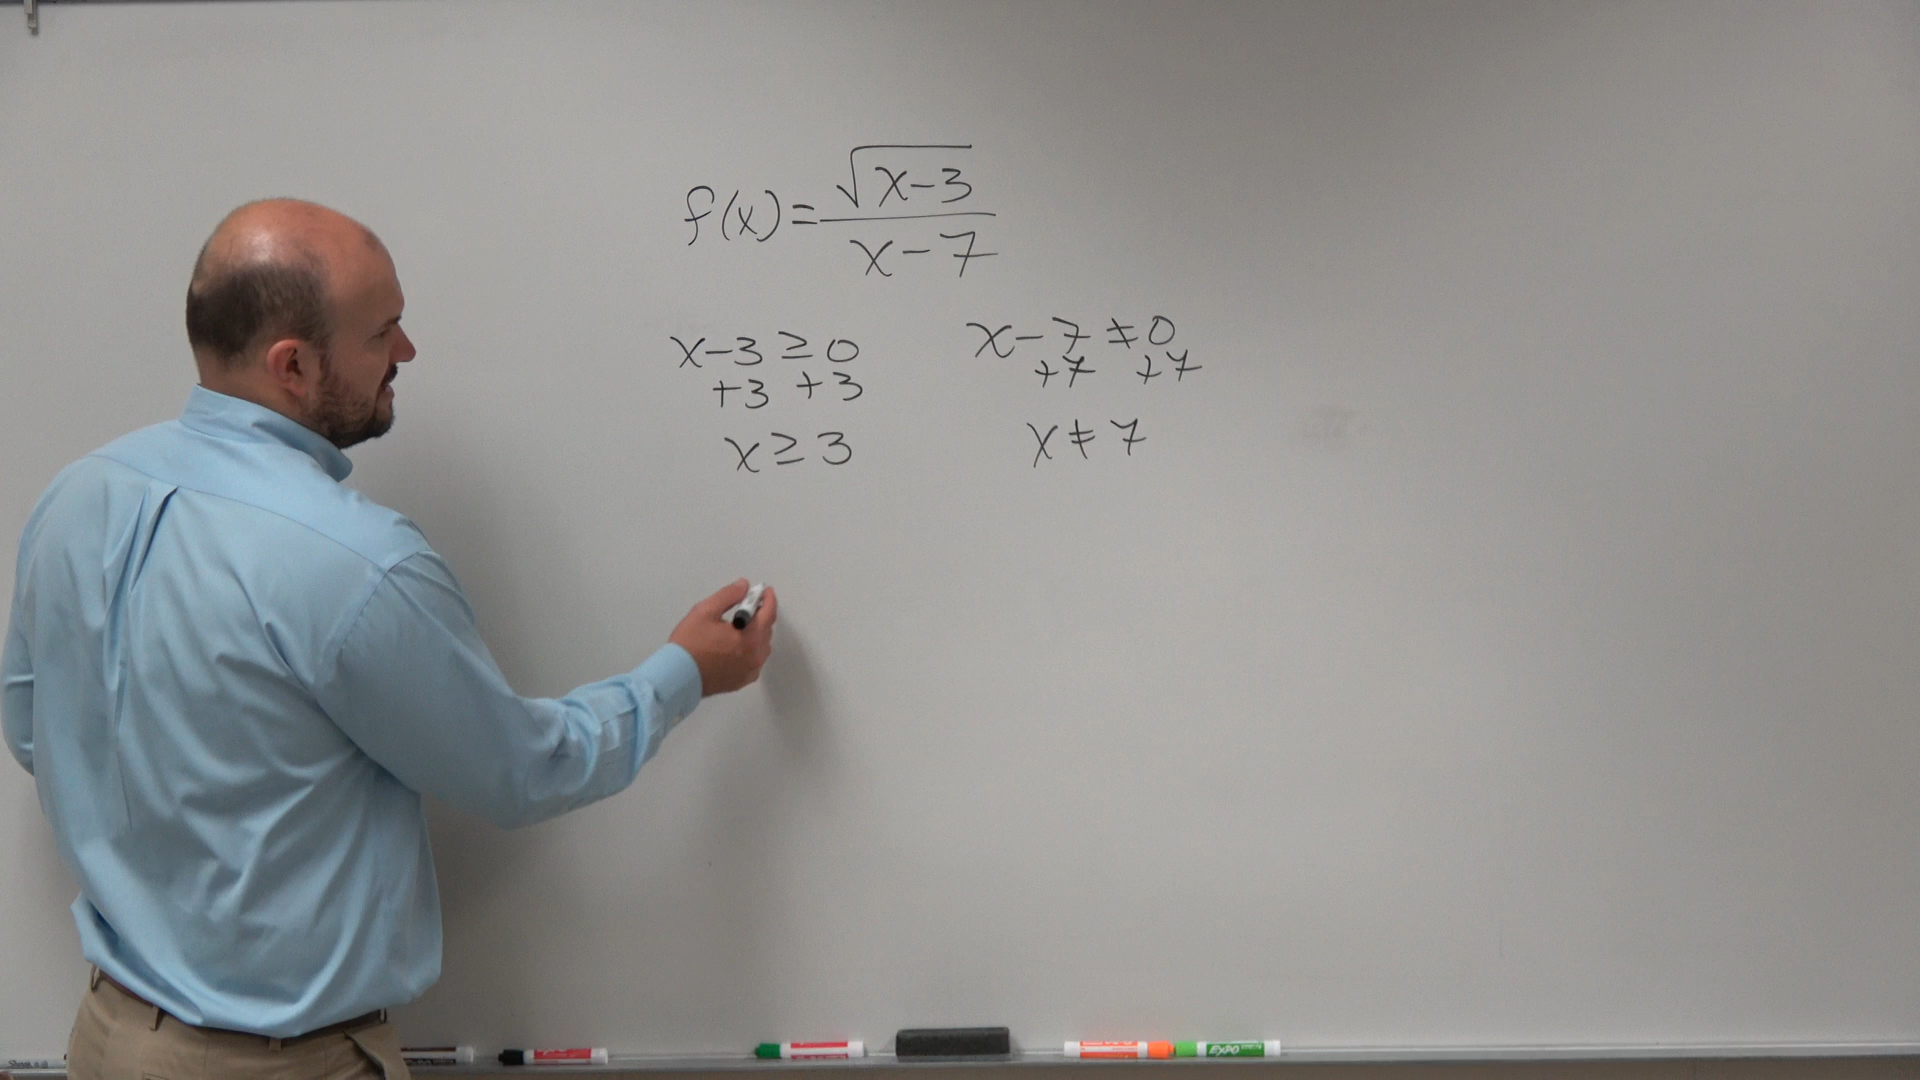 f(x) = √(x-3) / (x-7)
x-3 ≥ 0
+3 +3
x ≥ 3
x-7 ≠ 0
+7 +7
x ≠ 7
EXPO